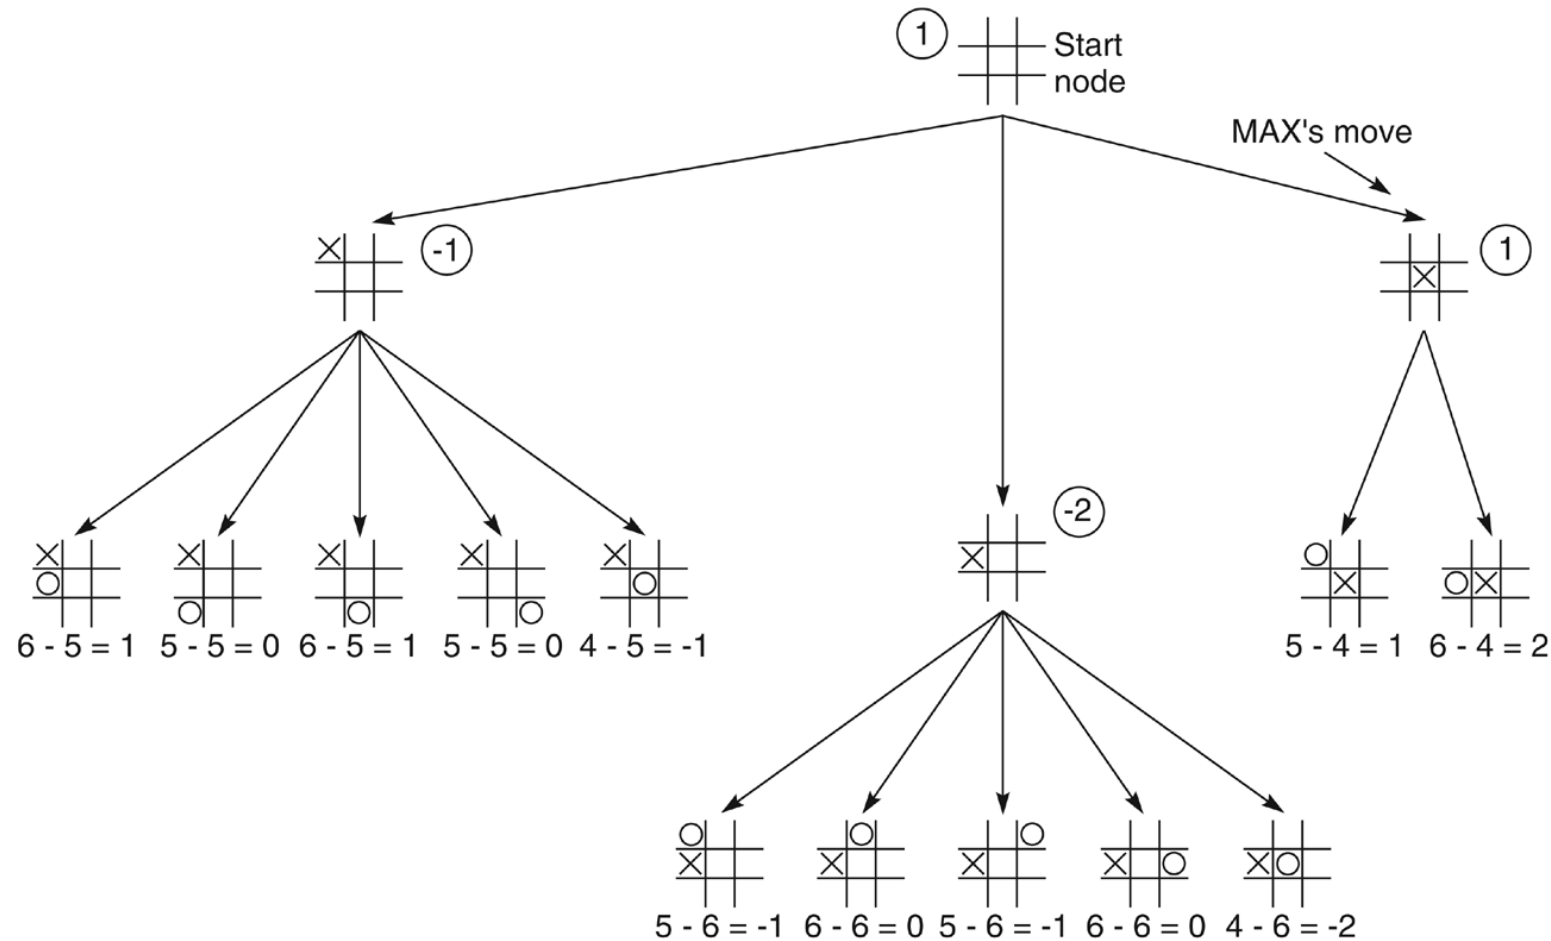 1
Start
node
MAX's move
X
-1
X
1
X
-2
X O
X O
X O
X O
X O
6 - 5 = 1
5 - 5 = 0
6 - 5 = 1
5 - 5 = 0
4 - 5 = -1
O X
O X
5 - 4 = 1
6 - 4 = 2
O X
O X
O X
X O
X O
5 - 6 = -1
6 - 6 = 0
5 - 6 = -1
6 - 6 = 0
4 - 6 = -2